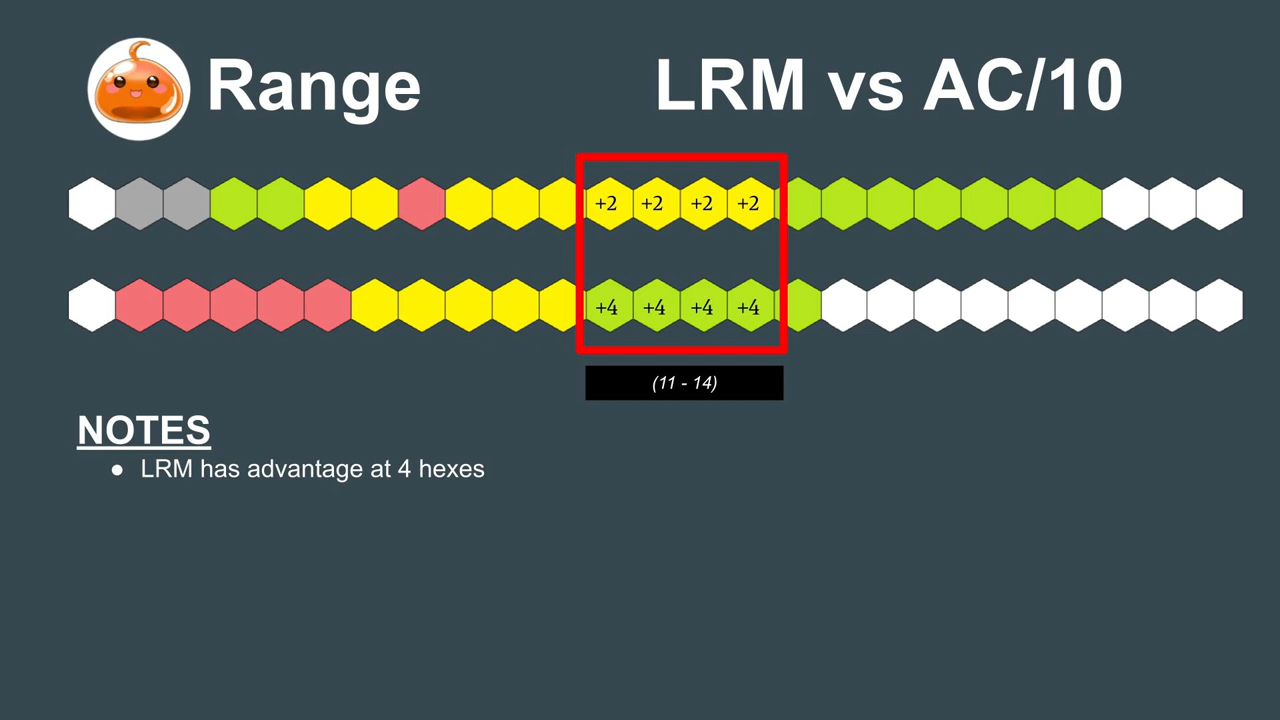 Range
LRM vs AC/10
+2 +2 +2 +2
+4 +4 +4 +4
(11 - 14)
NOTES
● LRM has advantage at 4 hexes